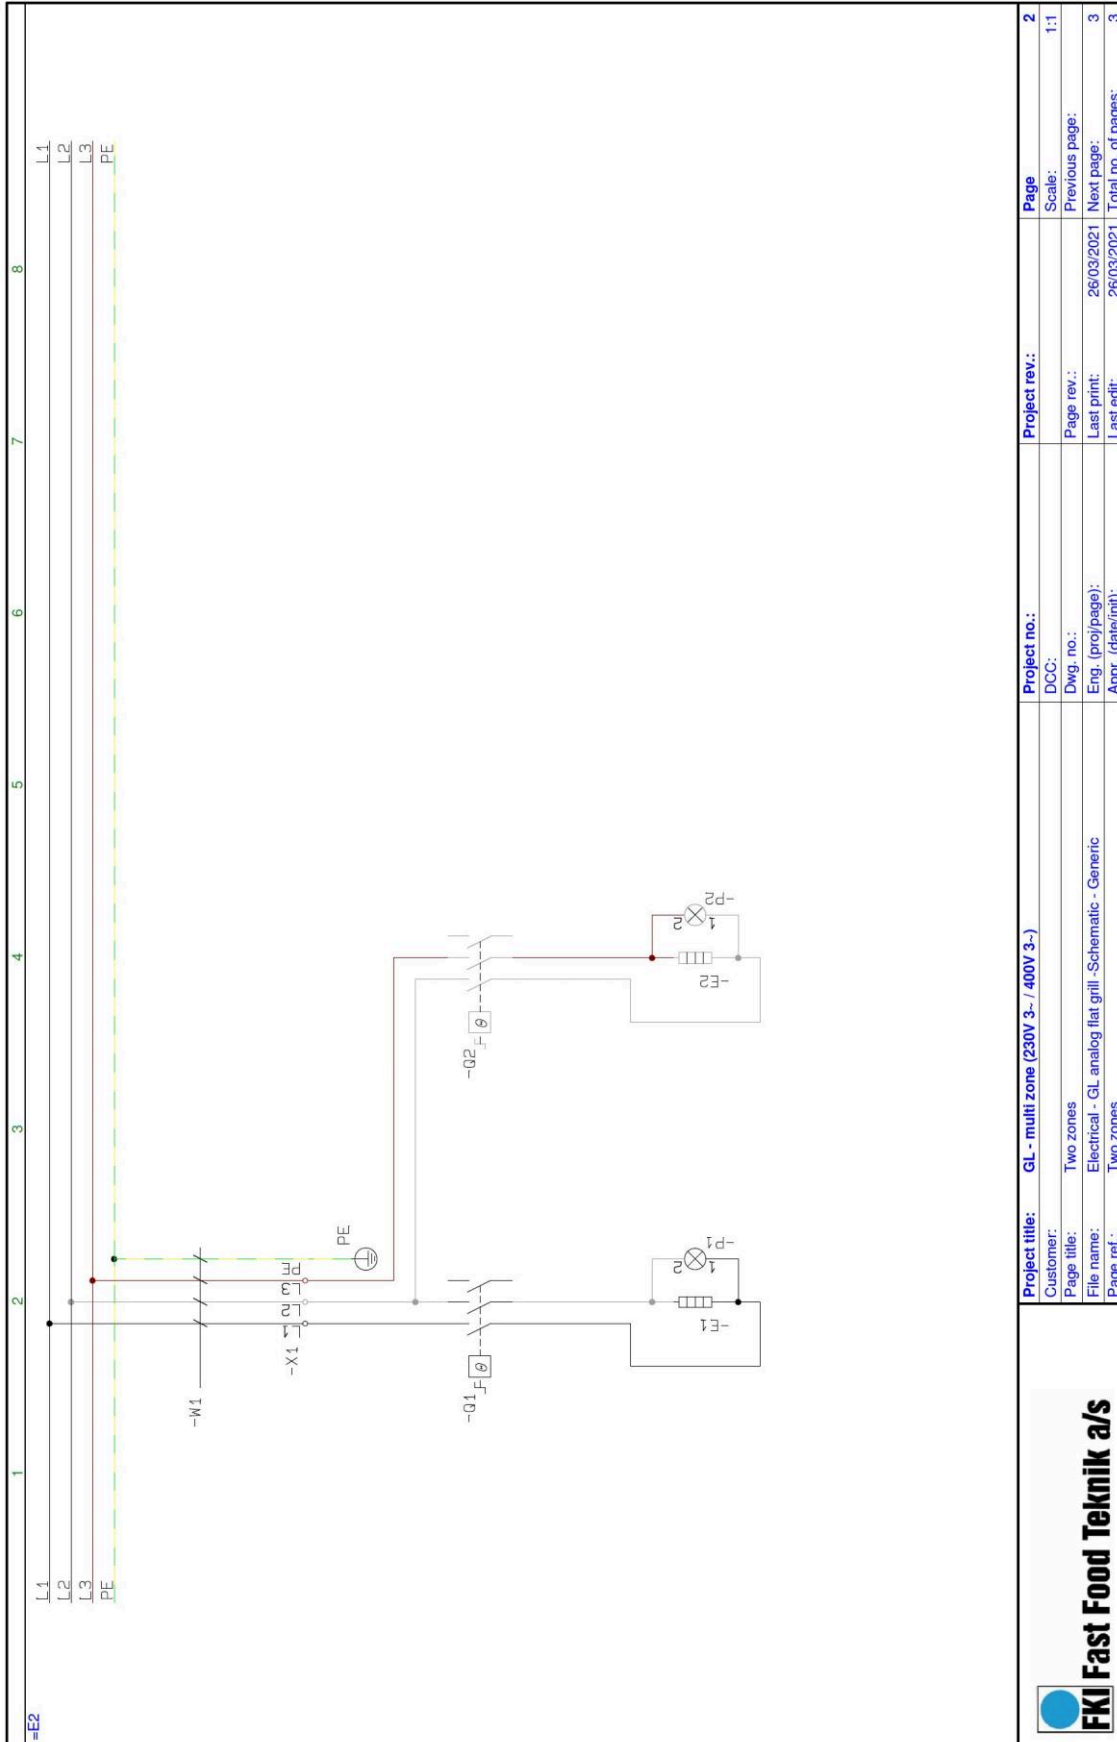 =E2
1 2 3 4 5 6 7 8
L1 L1
L2 L2
L3 L3
PE PE
-W1
-X1 L1 L2 L3 PE
PE
-Q1 θ
-Q2 θ
-E1 2 1 -P1
-E2 2 1 -P2
FKI Fast Food Teknik a/s
Project title: GL - multi zone (230V 3~ / 400V 3~) Project no.: Project rev.: Page 2
Customer: DCC: Scale: 1:1
Page title: Two zones Dwg. no.: Page rev.: Previous page:
File name: Electrical - GL analog flat grill -Schematic - Generic Eng. (proj/page): Last print: 26/03/2021 Next page: 3
Page ref.: Two zones Appr. (date/init): Last edit: 26/03/2021 Total no. of pages: 3